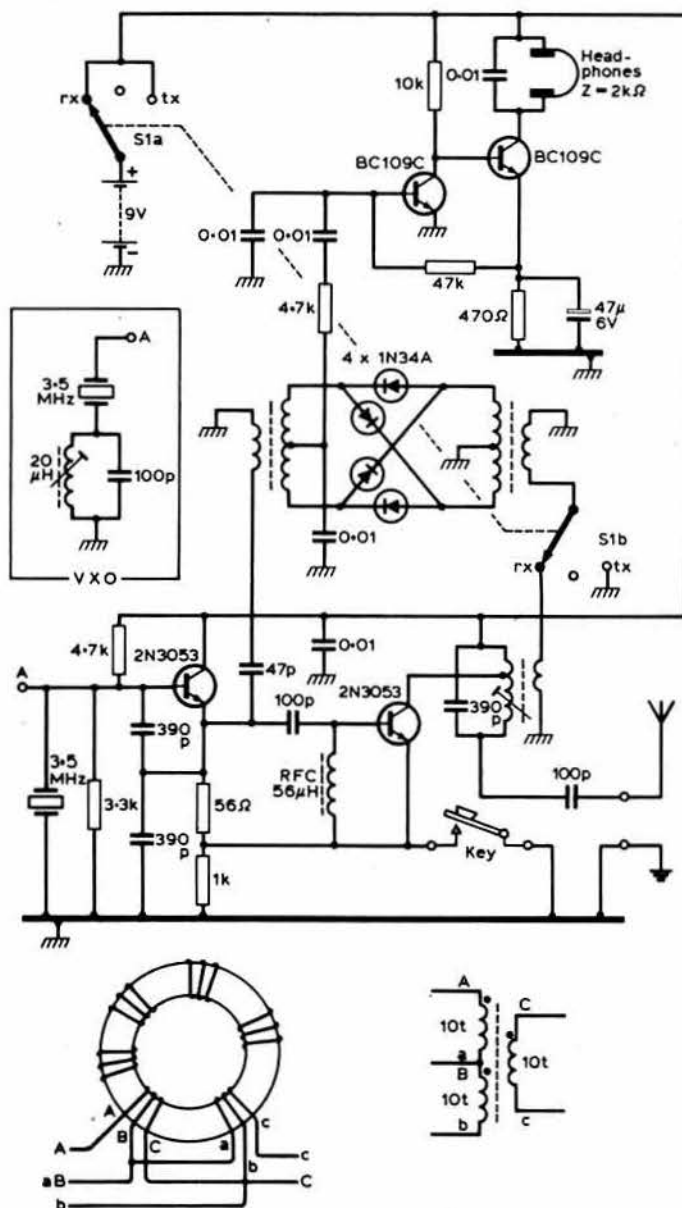 rx
tx
S1a
+
9V
−
10k
0·01
Head-
phones
Z = 2kΩ
BC109C
BC109C
0·01
0·01
47k
4·7k
470Ω
47μ
6V
4 x 1N34A
A
3·5
MHz
20
μH
100p
VXO
0·01
S1b
rx
tx
4·7k
2N3053
0·01
A
47p
100p
2N3053
390
p
390
p
3·5
MHz
3·3k
56Ω
RFC
56μH
100p
390
p
1k
Key
A
B
C
a
b
c
A
aB
b
c
C
A
10t
a
B
10t
b
C
10t
c